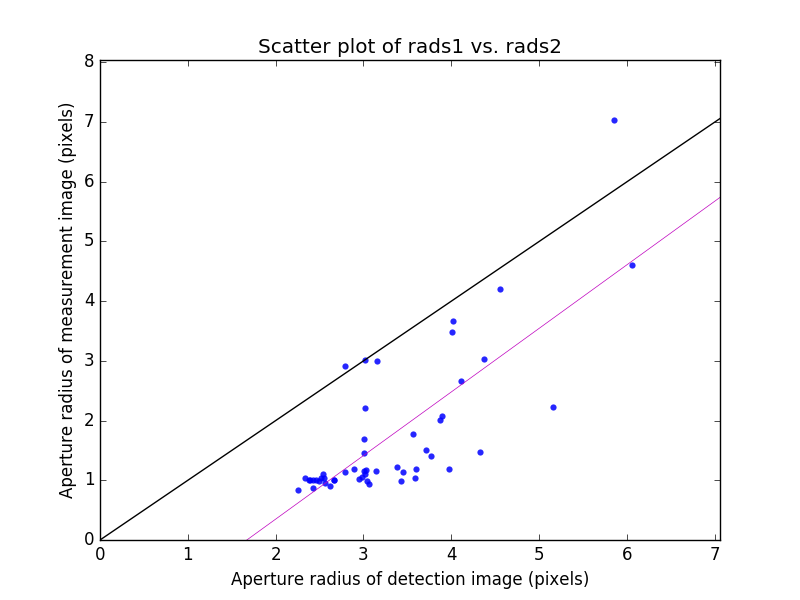 Scatter plot of rads1 vs. rads2
8
7
6
5
4
3
2
1
0
Aperture radius of measurement image (pixels)
0 1 2 3 4 5 6 7
Aperture radius of detection image (pixels)